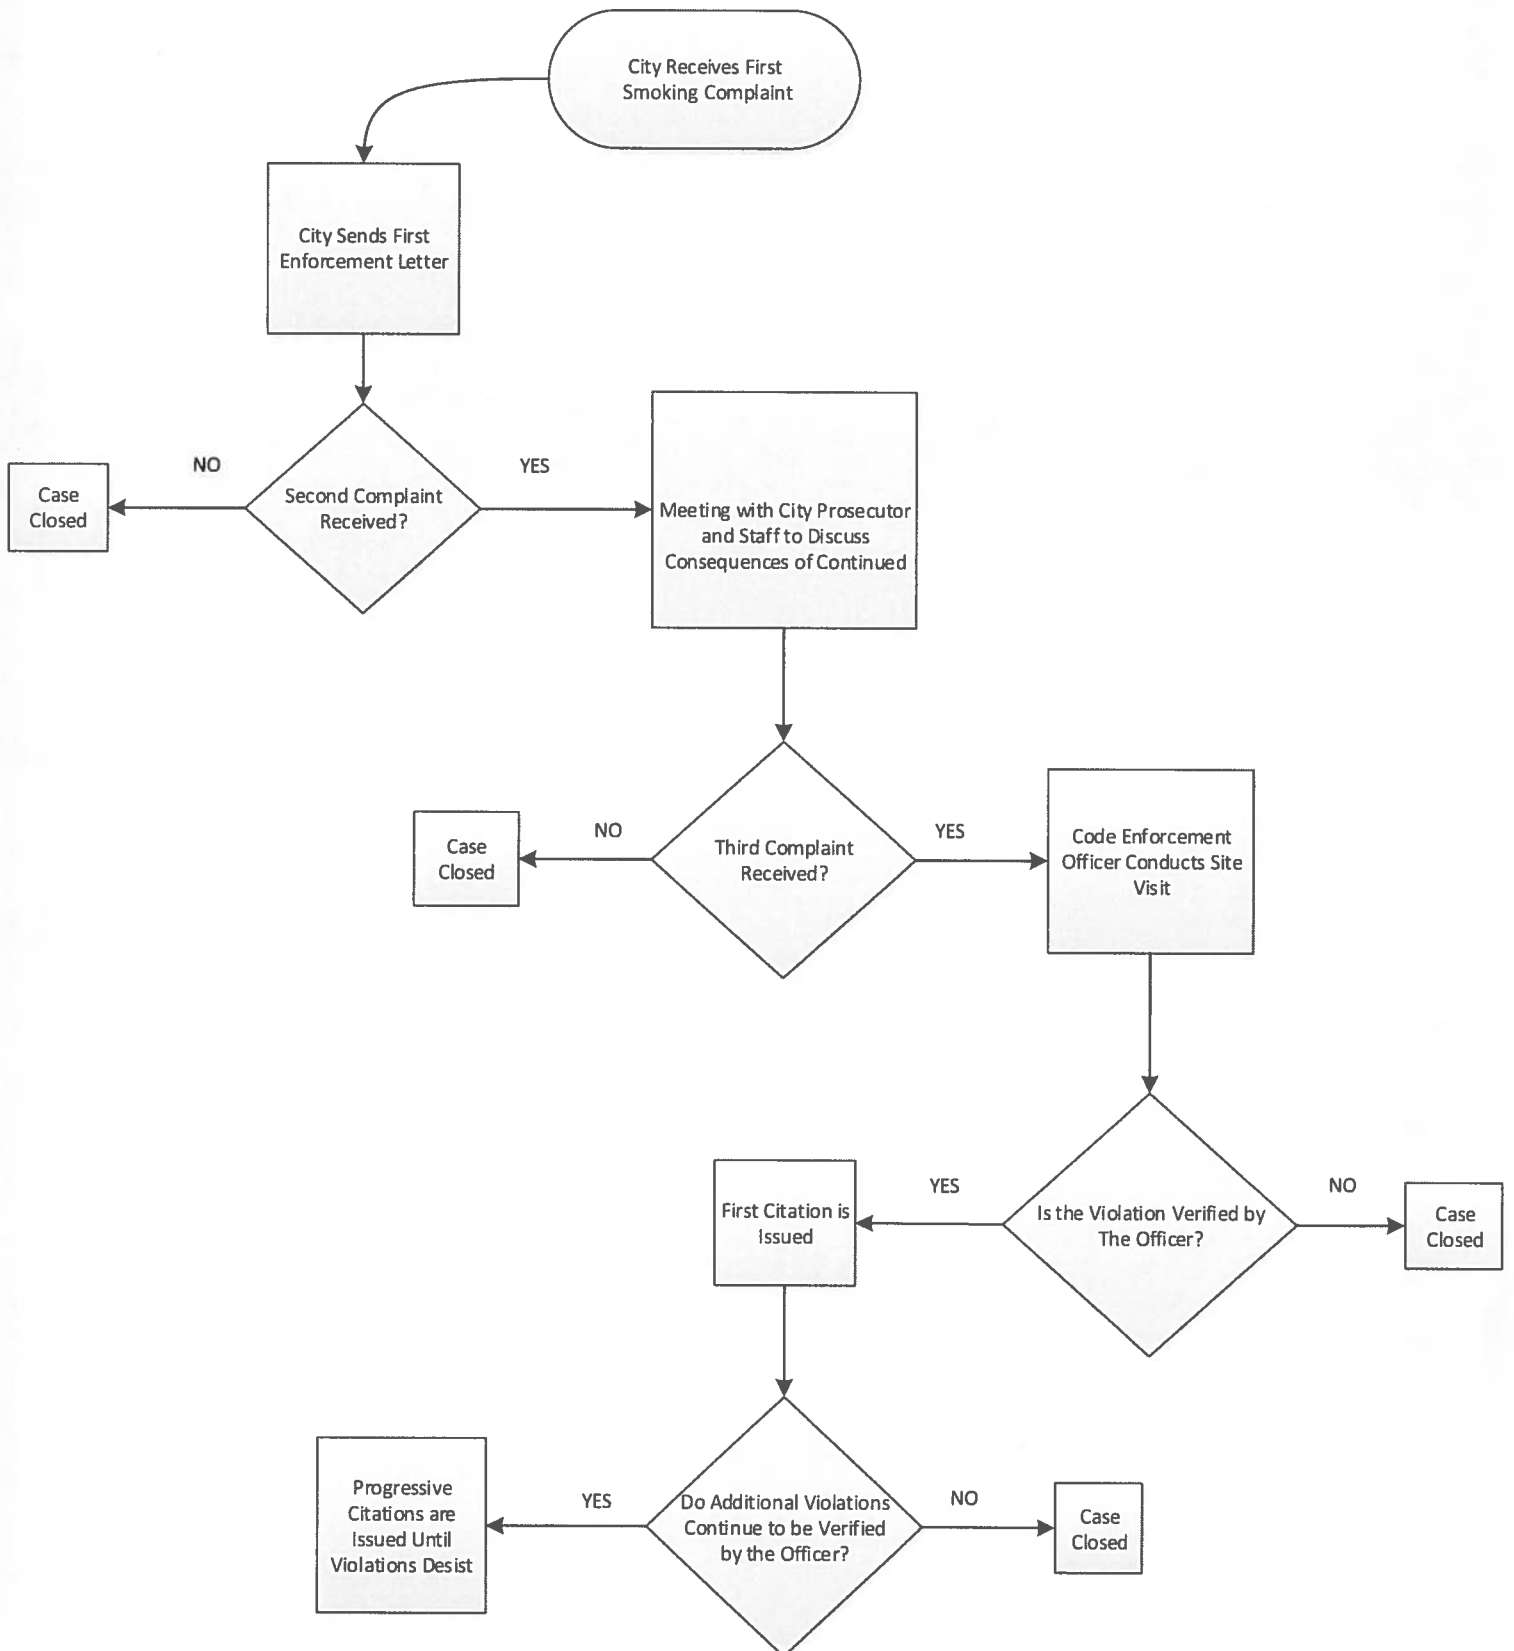 City Receives First
Smoking Complaint
City Sends First
Enforcement Letter
NO
YES
Case
Closed
Second Complaint
Received?
Meeting with City Prosecutor
and Staff to Discuss
Consequences of Continued
NO
YES
Case
Closed
Third Complaint
Received?
Code Enforcement
Officer Conducts Site
Visit
YES
NO
First Citation is
Issued
Is the Violation Verified by
The Officer?
Case
Closed
Progressive
Citations are
Issued Until
Violations Desist
YES
Do Additional Violations
Continue to be Verified
by the Officer?
NO
Case
Closed